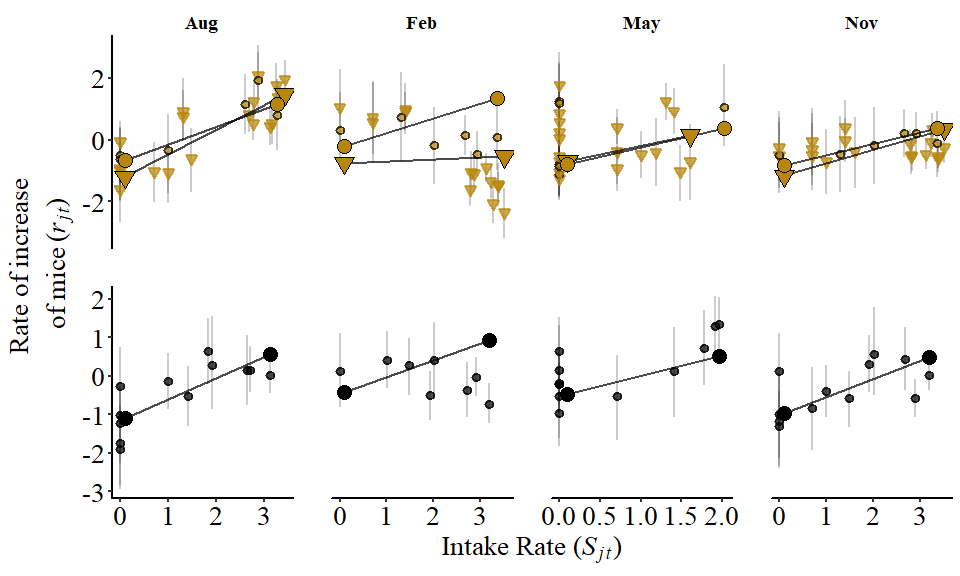 Aug Feb May Nov
Rate of increase
of mice (r_jt)
2
0
-2
2
1
0
-1
-2
-3
0 1 2 3 0 1 2 3 0.0 0.5 1.0 1.5 2.0 0 1 2 3
Intake Rate (S_jt)